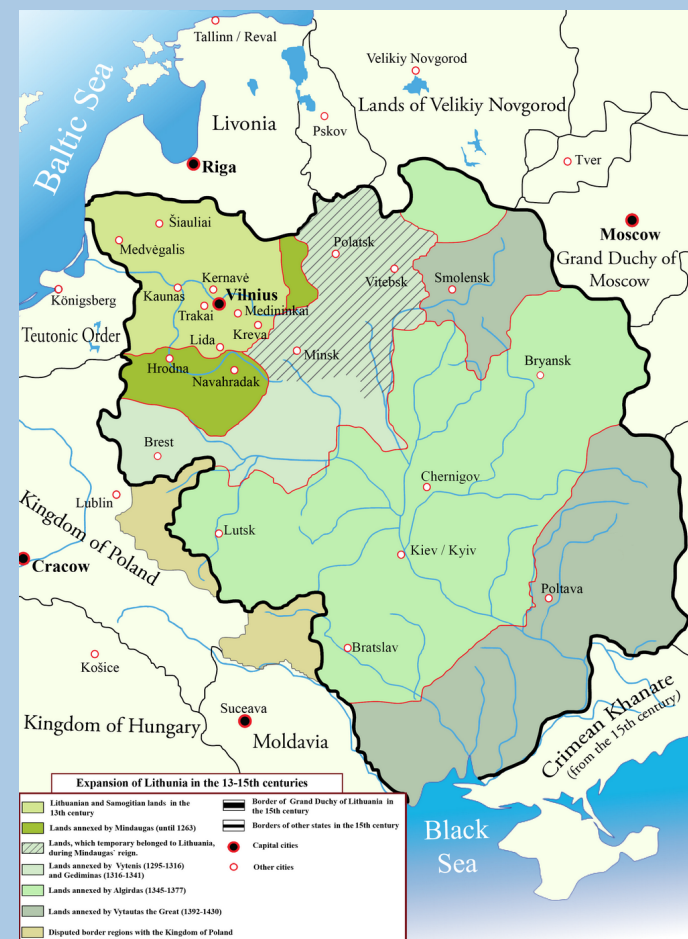 Tallinn / Reval
Baltic Sea
Velikiy Novgorod
Lands of Velikiy Novgorod
Livonia
Pskov
Tver
Riga
Moscow
Grand Duchy of
Moscow
Šiauliai
Medvėgalis
Polatsk
Vitebsk
Smolensk
Kernavė
Kaunas
Vilnius
Trakai
Medininkai
Königsberg
Teutonic Order
Kreva
Lida
Minsk
Hrodna
Navahradak
Bryansk
Brest
Chernigov
Lublin
Kingdom of Poland
Lutsk
Kiev / Kyiv
Cracow
Poltava
Bratslav
Košice
Suceava
Kingdom of Hungary
Moldavia
Crimean Khanate
(from the 15th century)
Black
Sea
Expansion of Lithunia in the 13-15th centuries
Lithuanian and Samogitian lands in the
13th century
Lands annexed by Mindaugas (until 1263)
Lands, which temporary belonged to Lithuania,
during Mindaugas` reign.
Lands annexed by Vytenis (1295-1316)
and Gediminas (1316-1341)
Lands annexed by Algirdas (1345-1377)
Lands annexed by Vytautas the Great (1392-1430)
Disputed border regions with the Kingdom of Poland
Border of Grand Duchy of Lithuania in
the 15th century
Borders of other states in the 15th century
Capital cities
Other cities